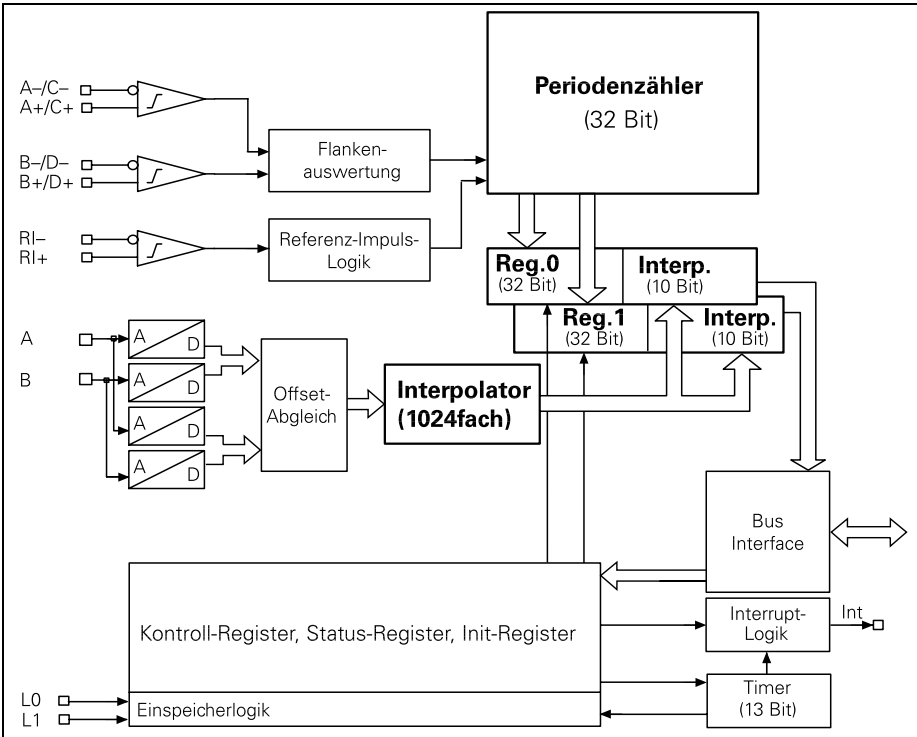 A–/C–
A+/C+
B–/D–
B+/D+
RI–
RI+
Flanken-
auswertung
Referenz-Impuls-
Logik
Periodenzähler
(32 Bit)
Reg.0
(32 Bit)
Interp.
(10 Bit)
Reg.1
(32 Bit)
Interp.
(10 Bit)
A
B
A
D
A
D
A
D
A
D
Offset-
Abgleich
Interpolator
(1024fach)
Bus
Interface
Kontroll-Register, Status-Register, Init-Register
Interrupt-
Logik
Int
L0
L1
Einspeicherlogik
Timer
(13 Bit)